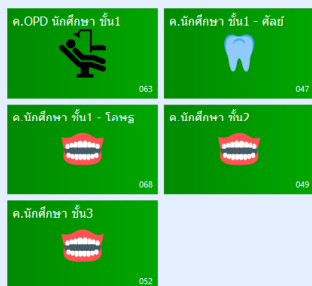 ค.OPD นักศึกษา ชั้น1
063
ค.นักศึกษา ชั้น1 - ศัลย์
047
ค.นักศึกษา ชั้น1 - โลหฐ
068
ค.นักศึกษา ชั้น2
049
ค.นักศึกษา ชั้น3
052